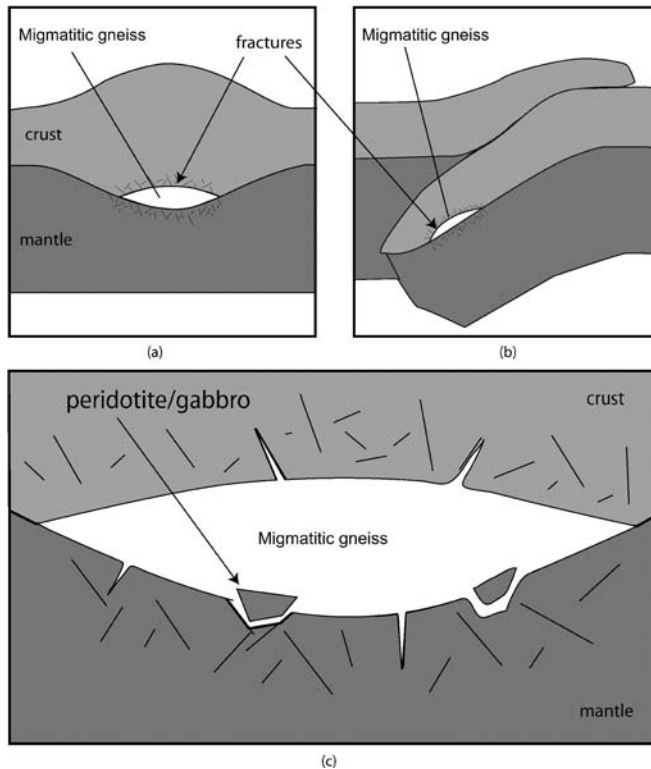 Migmatitic gneiss
fractures
Migmatitic gneiss
crust
mantle
(a)
(b)
peridotite/gabbro
crust
Migmatitic gneiss
mantle
(c)